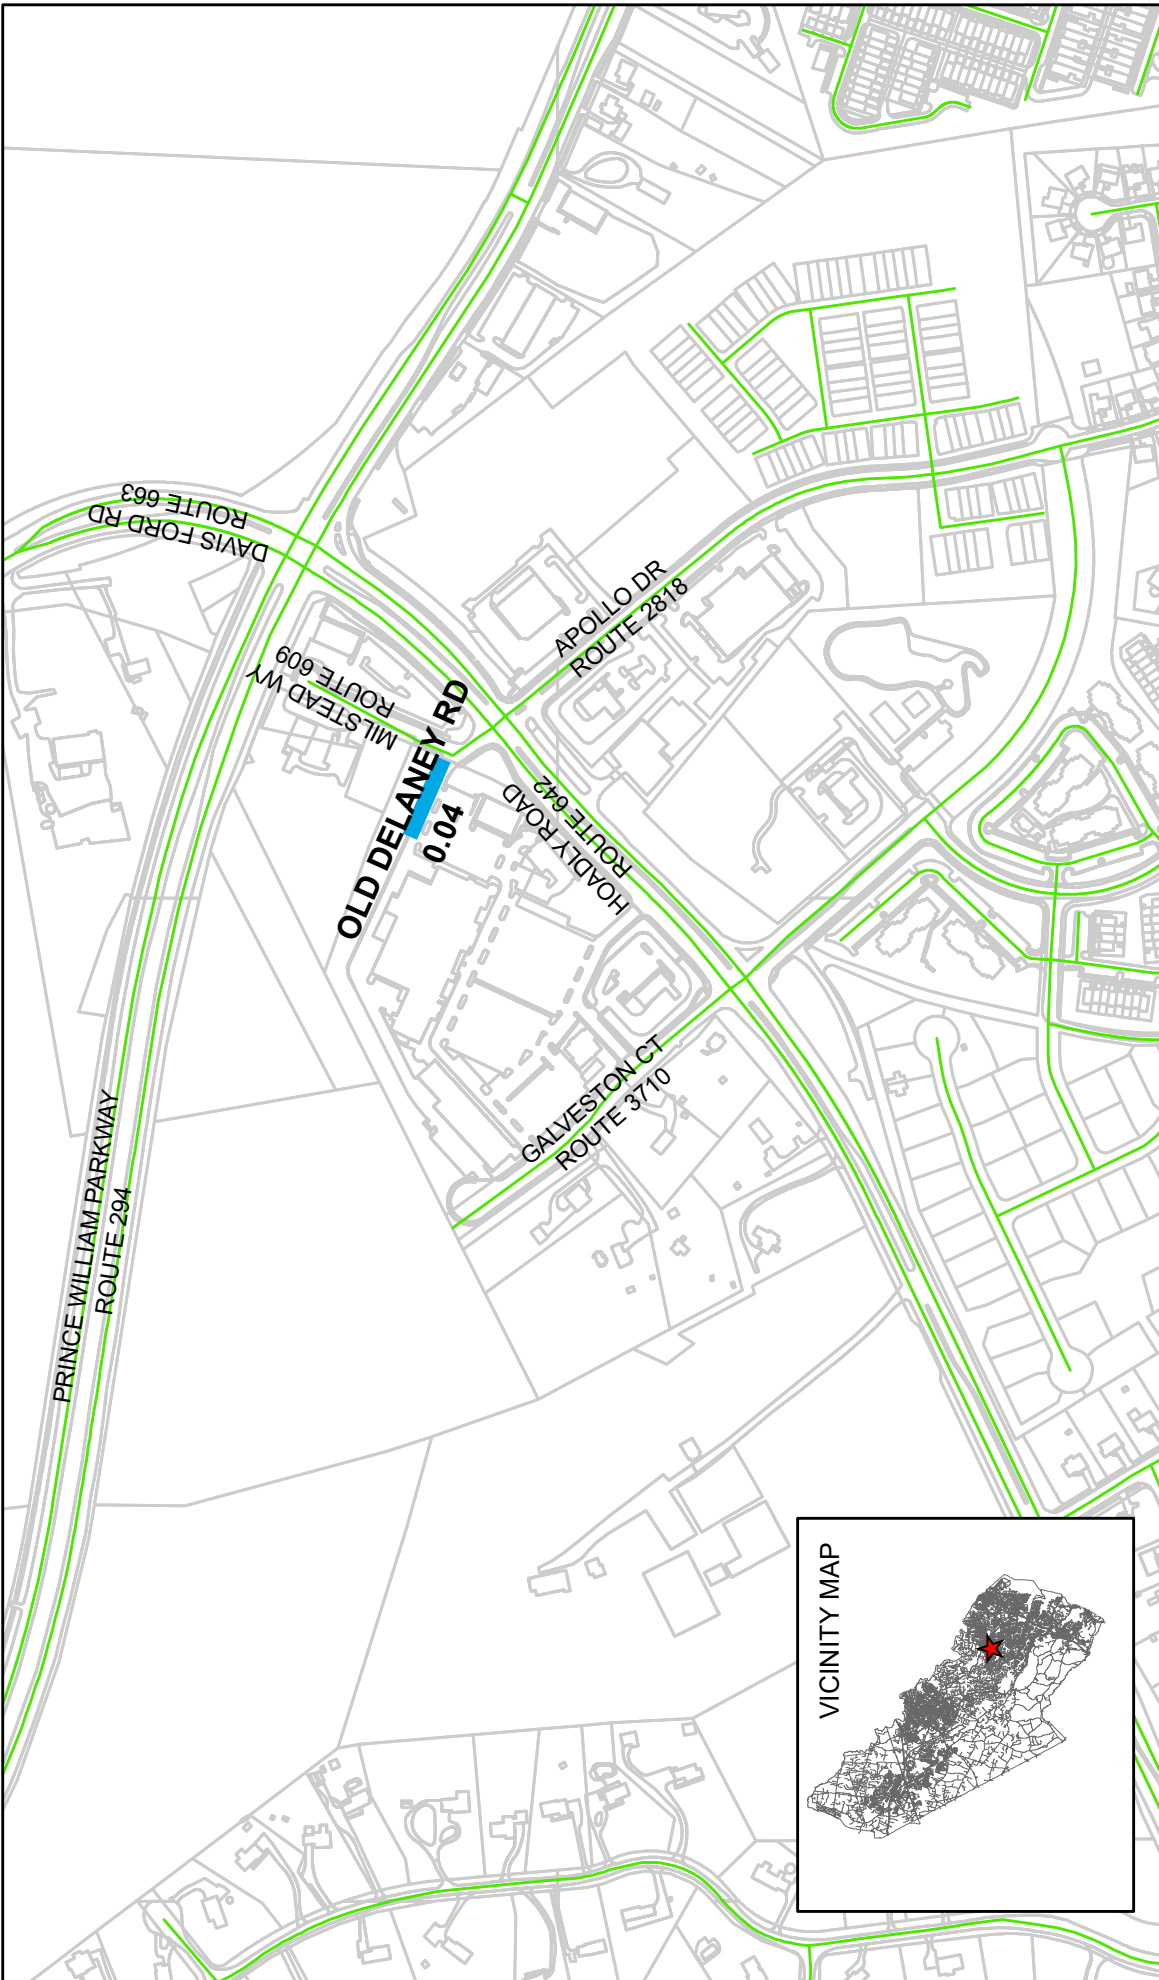 DAVIS FORD RD
ROUTE 663
MILSTEAD WY
ROUTE 609
OLD DELANEY RD
0.04
APOLLO DR
ROUTE 2818
HOADLY ROAD
ROUTE 642
GALVESTON CT
ROUTE 3710
PRINCE WILLIAM PARKWAY
ROUTE 294
VICINITY MAP